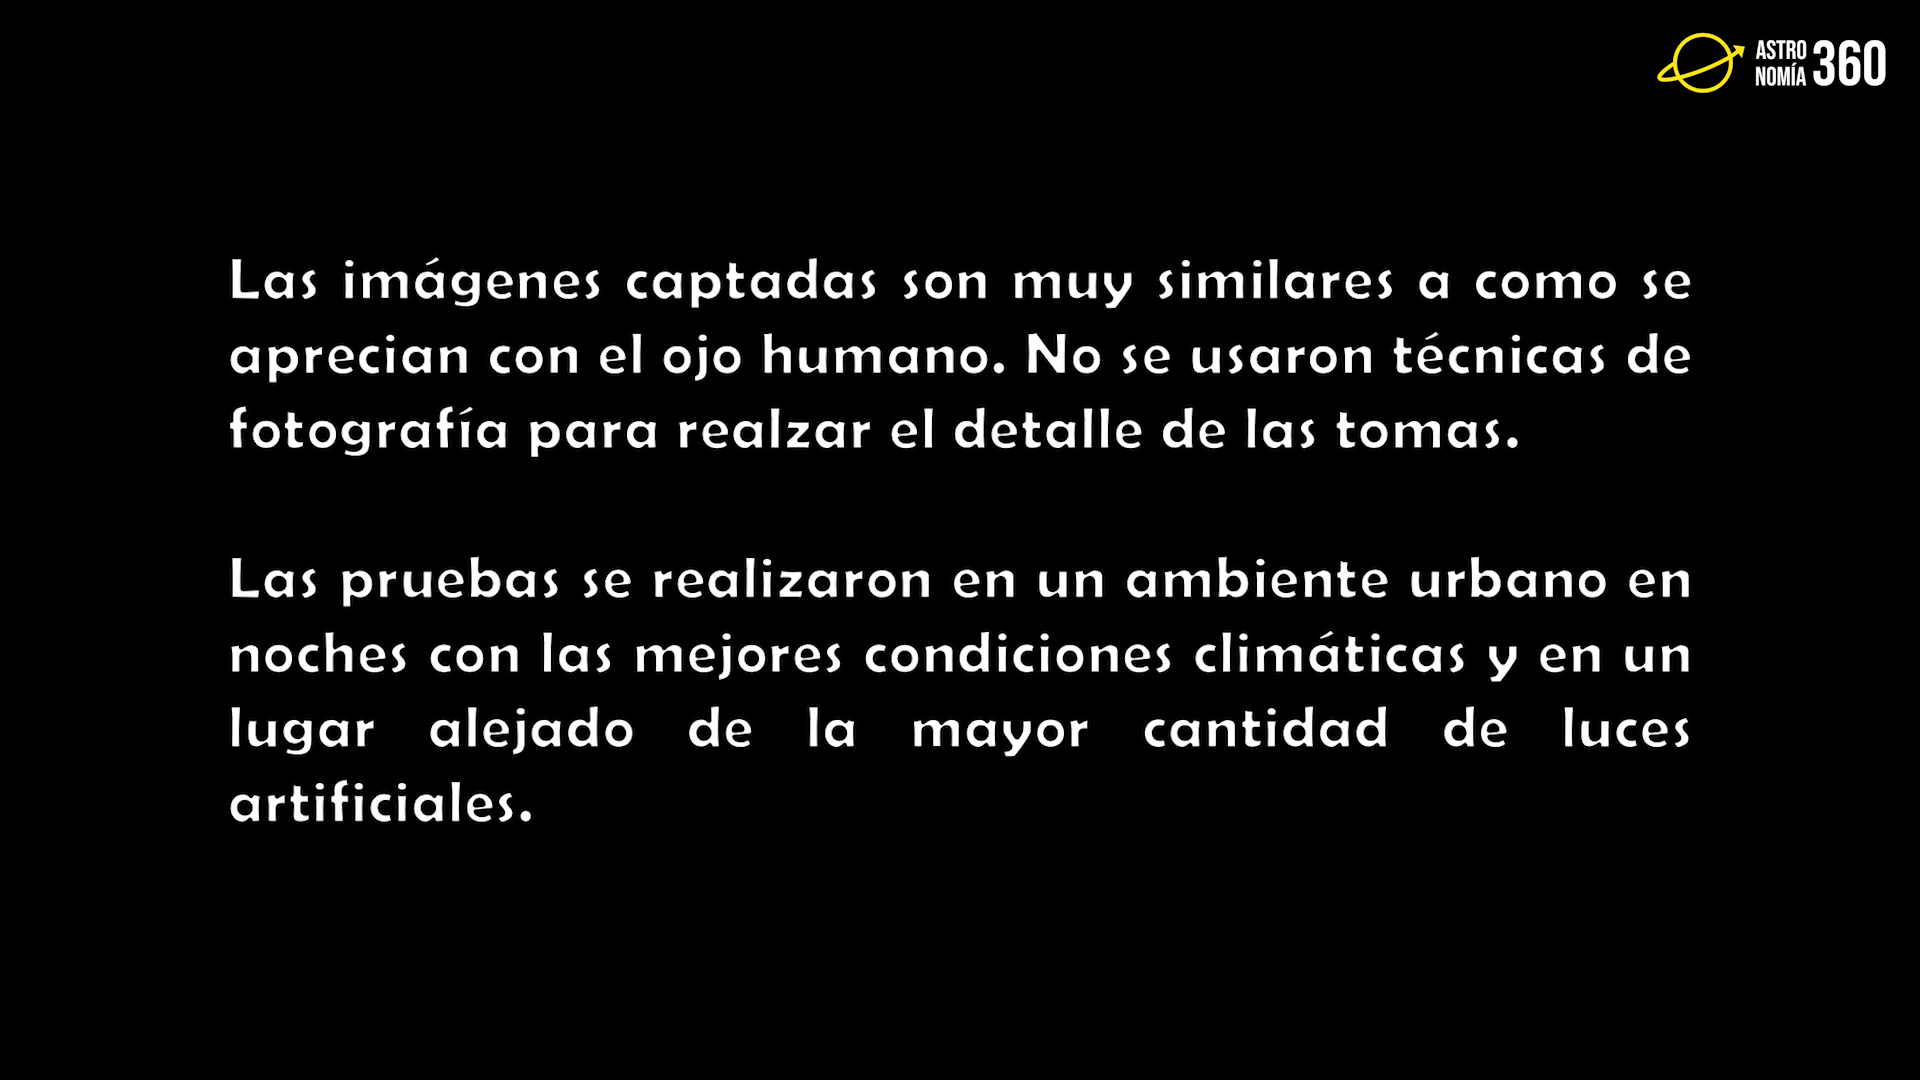 ASTRO
NOMÍA 360
Las imágenes captadas son muy similares a como se
aprecian con el ojo humano. No se usaron técnicas de
fotografía para realzar el detalle de las tomas.
Las pruebas se realizaron en un ambiente urbano en
noches con las mejores condiciones climáticas y en un
lugar alejado de la mayor cantidad de luces
artificiales.